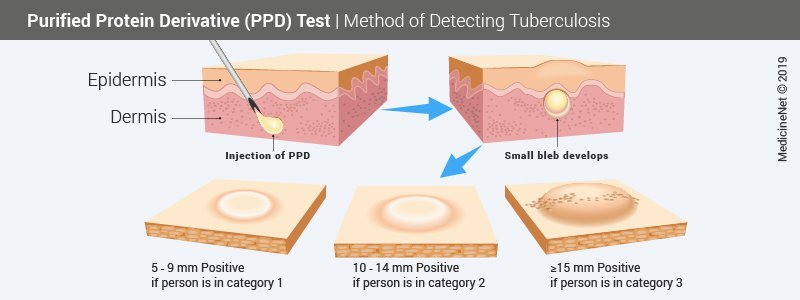 Purified Protein Derivative (PPD) Test | Method of Detecting Tuberculosis
Epidermis
Dermis
Injection of PPD
Small bleb develops
MedicineNet © 2019
5 - 9 mm Positive
if person is in category 1
10 - 14 mm Positive
if person is in category 2
≥15 mm Positive
if person is in category 3